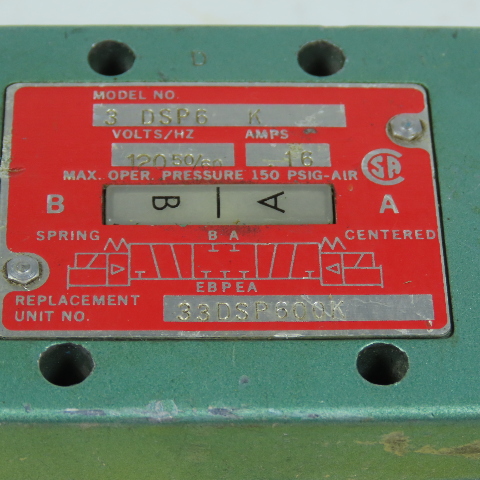 D
MODEL NO.
3 DSP6 K
VOLTS/HZ AMPS
120 50/60 .16
MAX. OPER. PRESSURE 150 PSIG-AIR
SA
B B A A
SPRING B A CENTERED
EBPEA
REPLACEMENT
UNIT NO. 33DSP600K